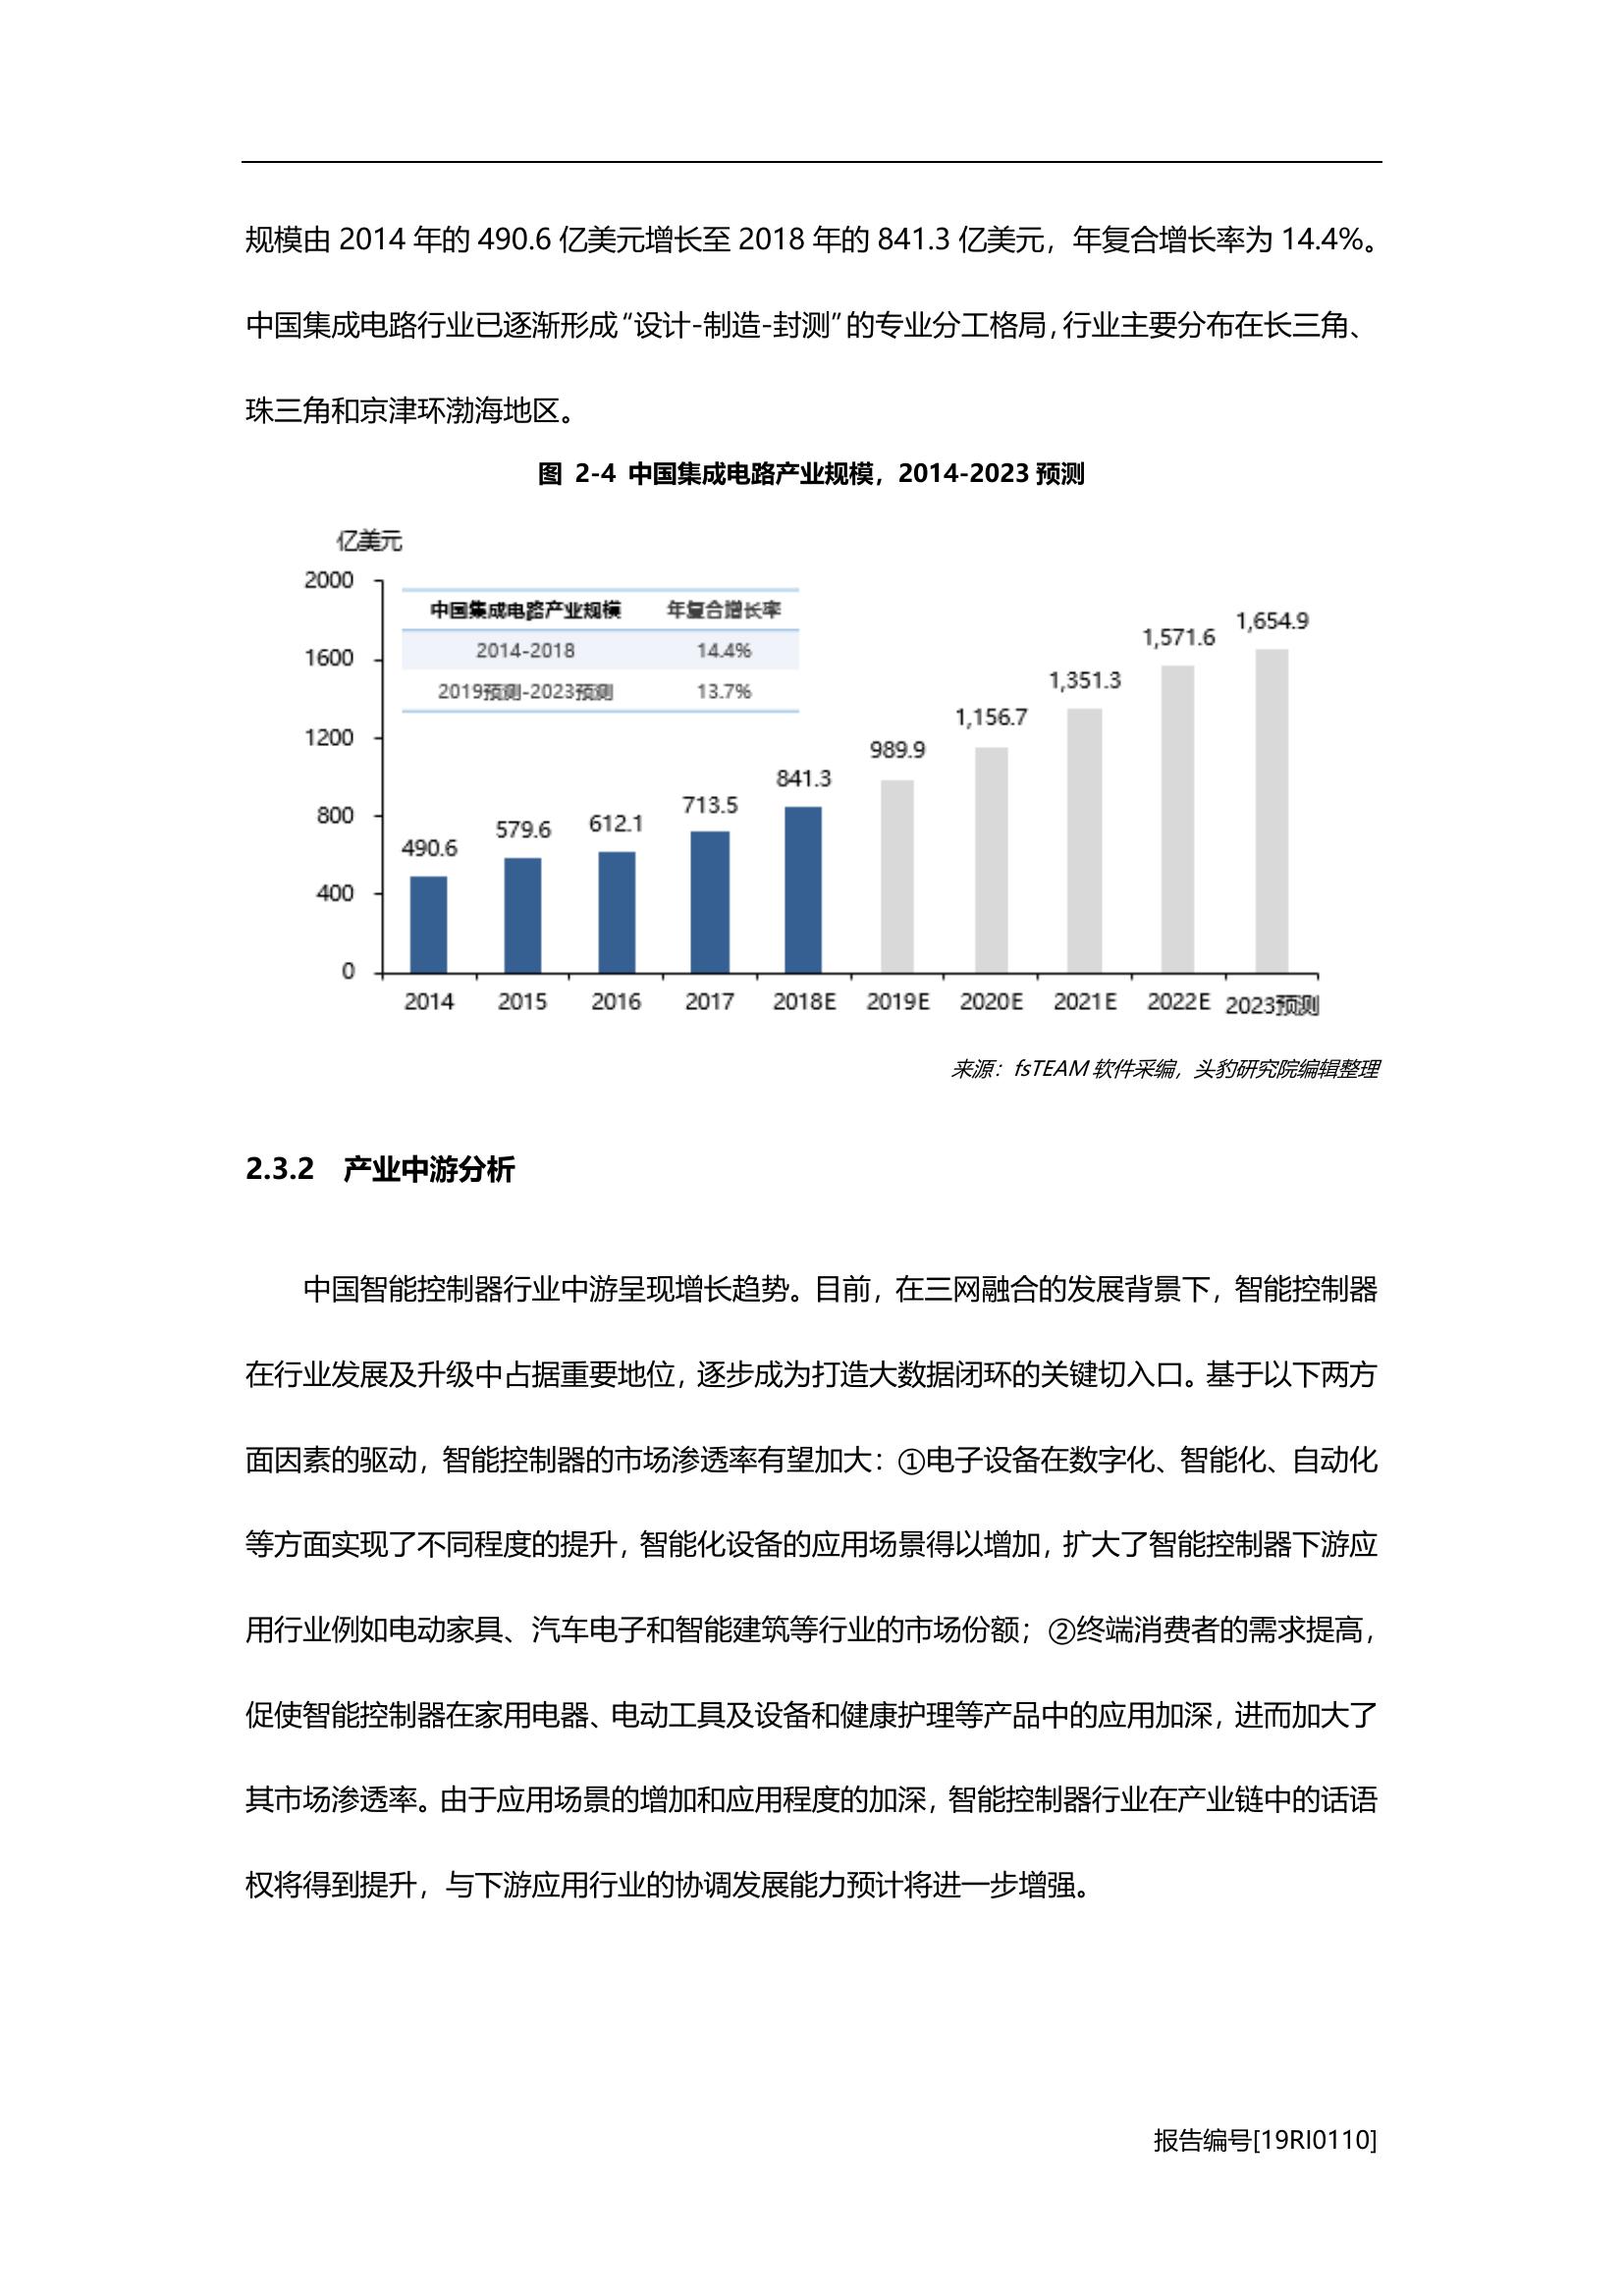 规模由 2014 年的 490.6 亿美元增长至 2018 年的 841.3 亿美元，年复合增长率为 14.4%。
中国集成电路行业已逐渐形成“设计-制造-封测”的专业分工格局，行业主要分布在长三角、
珠三角和京津环渤海地区。
图 2-4 中国集成电路产业规模，2014-2023 预测
亿美元
2000
1600
1200
800
400
0
中国集成电路产业规模 年复合增长率
2014-2018 14.4%
2019预测-2023预测 13.7%
490.6 579.6 612.1 713.5 841.3 989.9 1,156.7 1,351.3 1,571.6 1,654.9
2014 2015 2016 2017 2018E 2019E 2020E 2021E 2022E 2023预测
来源：fsTEAM 软件采编，头豹研究院编辑整理
2.3.2 产业中游分析
中国智能控制器行业中游呈现增长趋势。目前，在三网融合的发展背景下，智能控制器
在行业发展及升级中占据重要地位，逐步成为打造大数据闭环的关键切入口。基于以下两方
面因素的驱动，智能控制器的市场渗透率有望加大：①电子设备在数字化、智能化、自动化
等方面实现了不同程度的提升，智能化设备的应用场景得以增加，扩大了智能控制器下游应
用行业例如电动家具、汽车电子和智能建筑等行业的市场份额；②终端消费者的需求提高，
促使智能控制器在家用电器、电动工具及设备和健康护理等产品中的应用加深，进而加大了
其市场渗透率。由于应用场景的增加和应用程度的加深，智能控制器行业在产业链中的话语
权将得到提升，与下游应用行业的协调发展能力预计将进一步增强。
报告编号[19RI0110]